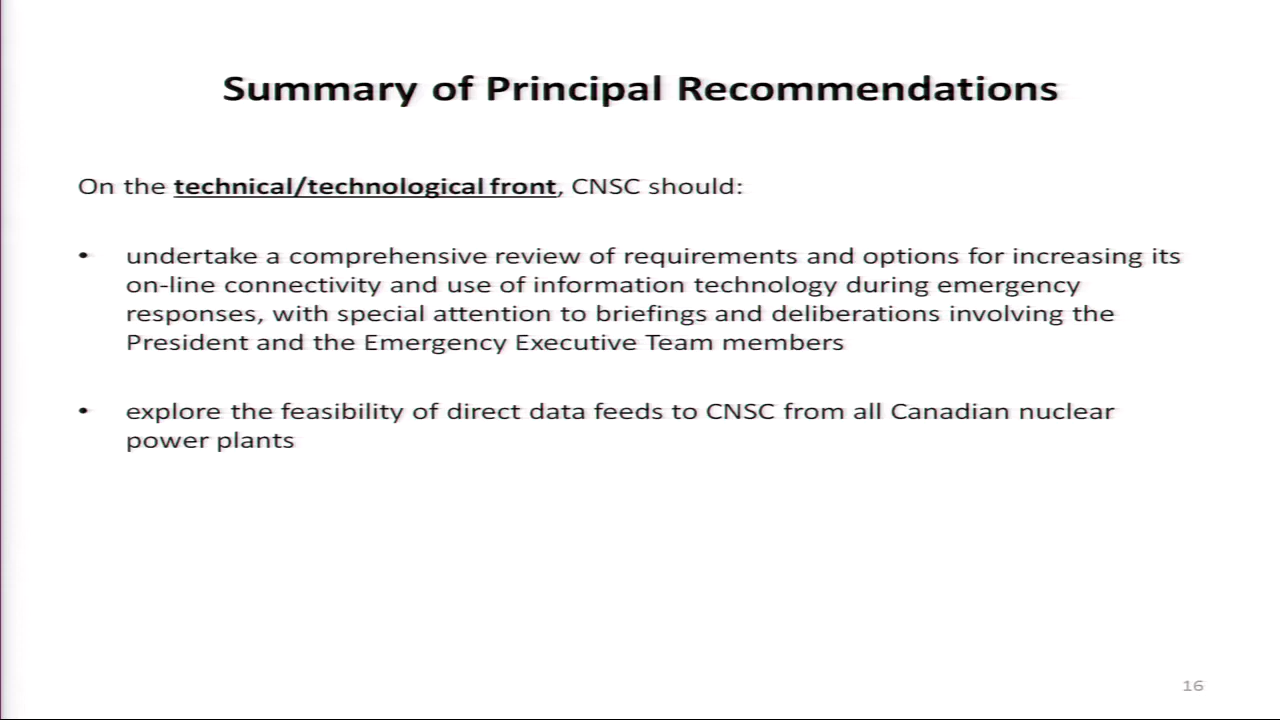 Summary of Principal Recommendations
On the technical/technological front, CNSC should:
• undertake a comprehensive review of requirements and options for increasing its
on-line connectivity and use of information technology during emergency
responses, with special attention to briefings and deliberations involving the
President and the Emergency Executive Team members
• explore the feasibility of direct data feeds to CNSC from all Canadian nuclear
power plants
16